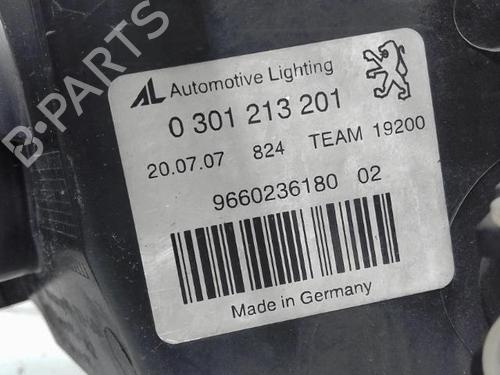 B-PARTS
AL Automotive Lighting
0 301 213 201
20.07.07 824 TEAM 19200
9660236180 02
Made in Germany